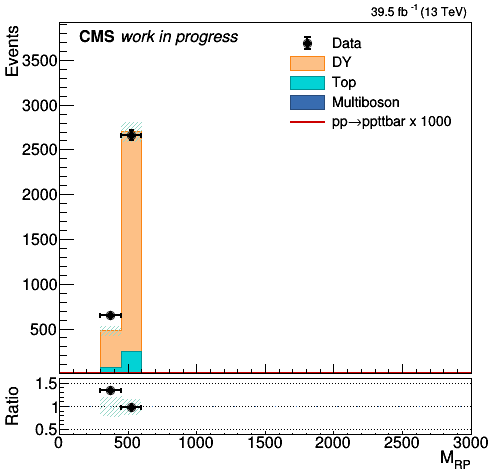 39.5 fb⁻¹ (13 TeV)
CMS work in progress
Events
3500
3000
2500
2000
1500
1000
500
Data
DY
Top
Multiboson
pp→ppttbar x 1000
Ratio
1.5
1
0.5
0 500 1000 1500 2000 2500 3000
M_RP